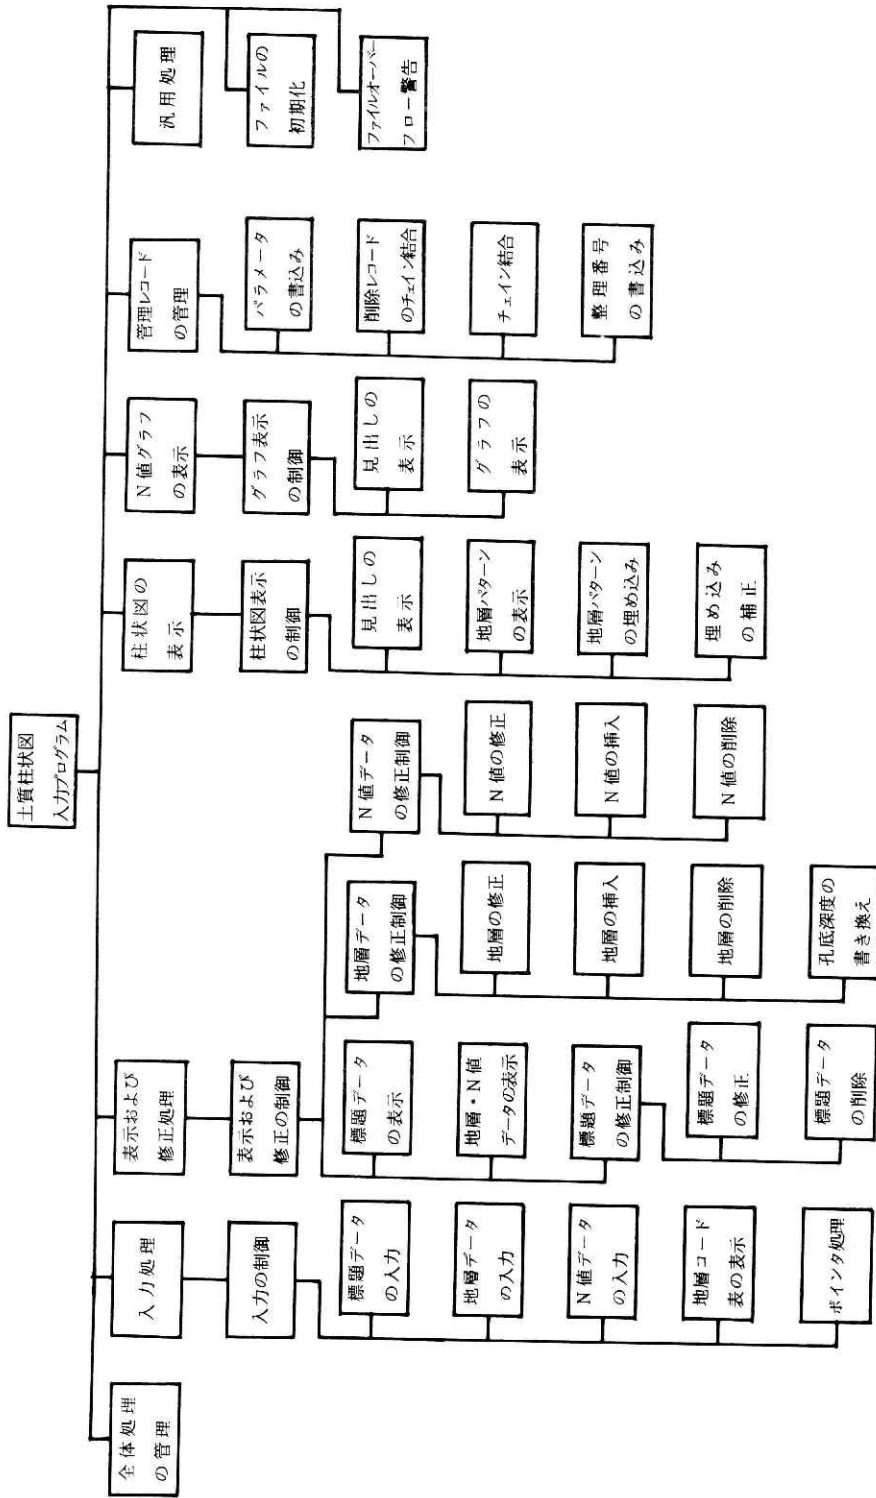 土質柱状図
入力プログラム
全体処理
の管理
入力処理
入力の制御
標題データ
の入力
地層データ
の入力
N値データ
の入力
地層コード
表の表示
ポインタ処理
表示および
修正処理
表示および
修正の制御
標題データ
の表示
地層・N値
データの表示
標題データ
の修正制御
標題データ
の修正
標題データ
の削除
地層データ
の修正制御
地層の修正
地層の挿入
地層の削除
孔底深度の
書き換え
N値データ
の修正制御
N値の修正
N値の挿入
N値の削除
柱状図の
表示
柱状図表示
の制御
見出しの
表示
地層パターン
の表示
地層パターン
の埋め込み
埋め込み
の補正
N値グラフ
の表示
グラフ表示
の制御
見出しの
表示
グラフの
表示
管理レコード
の管理
パラメータ
の書込み
削除レコード
のチェイン結合
チェイン結合
整理番号
の書込み
汎用処理
ファイルの
初期化
ファイルオーバー
フロー警告